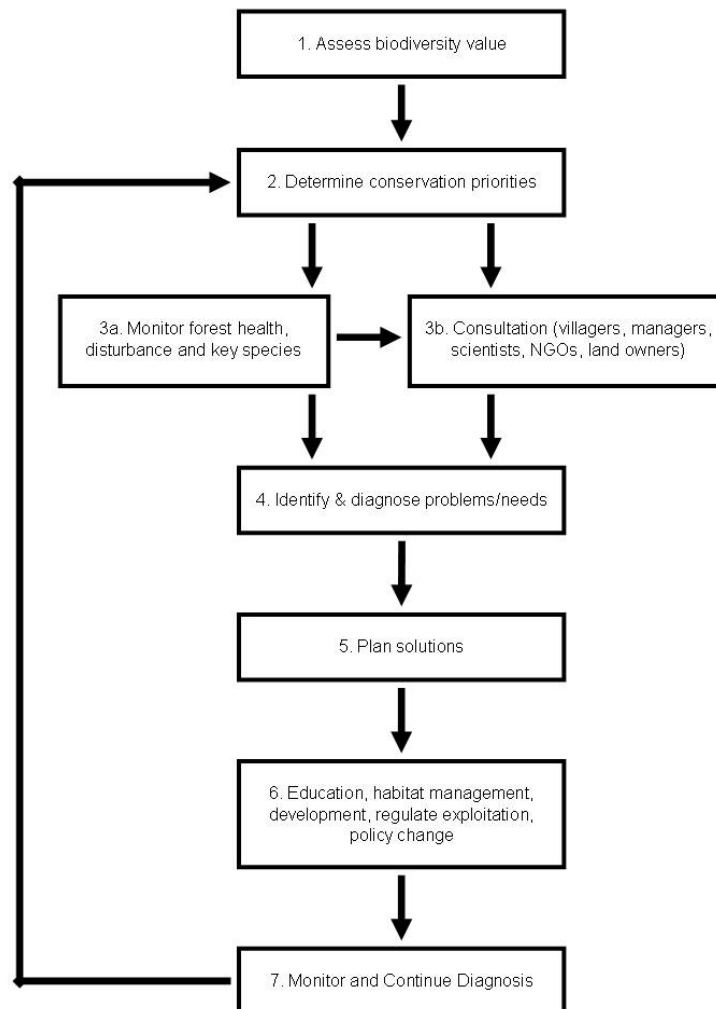 1. Assess biodiversity value
2. Determine conservation priorities
3a. Monitor forest health,
disturbance and key species
3b. Consultation (villagers, managers,
scientists, NGOs, land owners)
4. Identify & diagnose problems/needs
5. Plan solutions
6. Education, habitat management,
development, regulate exploitation,
policy change
7. Monitor and Continue Diagnosis